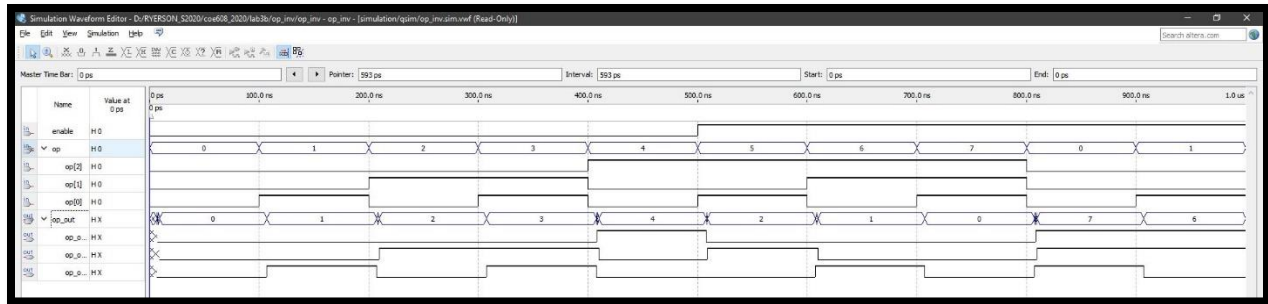 Simulation Waveform Editor - D:/RYERSON_S2020/coe608_2020/lab3b/op_inv/op_inv - op_inv - [simulation/qsim/op_inv.sim.vwf (Read-Only)]
File Edit View Simulation Help
Search altera.com
Master Time Bar: 0 ps Pointer: 593 ps Interval: 593 ps Start: 0 ps End: 0 ps
Name Value at 0 ps
0 ps 100.0 ns 200.0 ns 300.0 ns 400.0 ns 500.0 ns 600.0 ns 700.0 ns 800.0 ns 900.0 ns 1.0 us
0 ps
enable H 0
op H 0 0 1 2 3 4 5 6 7 0 1
op[2] H 0
op[1] H 0
op[0] H 0
op_out H X 0 1 2 3 4 2 1 0 7 6
op_o... H X
op_o... H X
op_o... H X